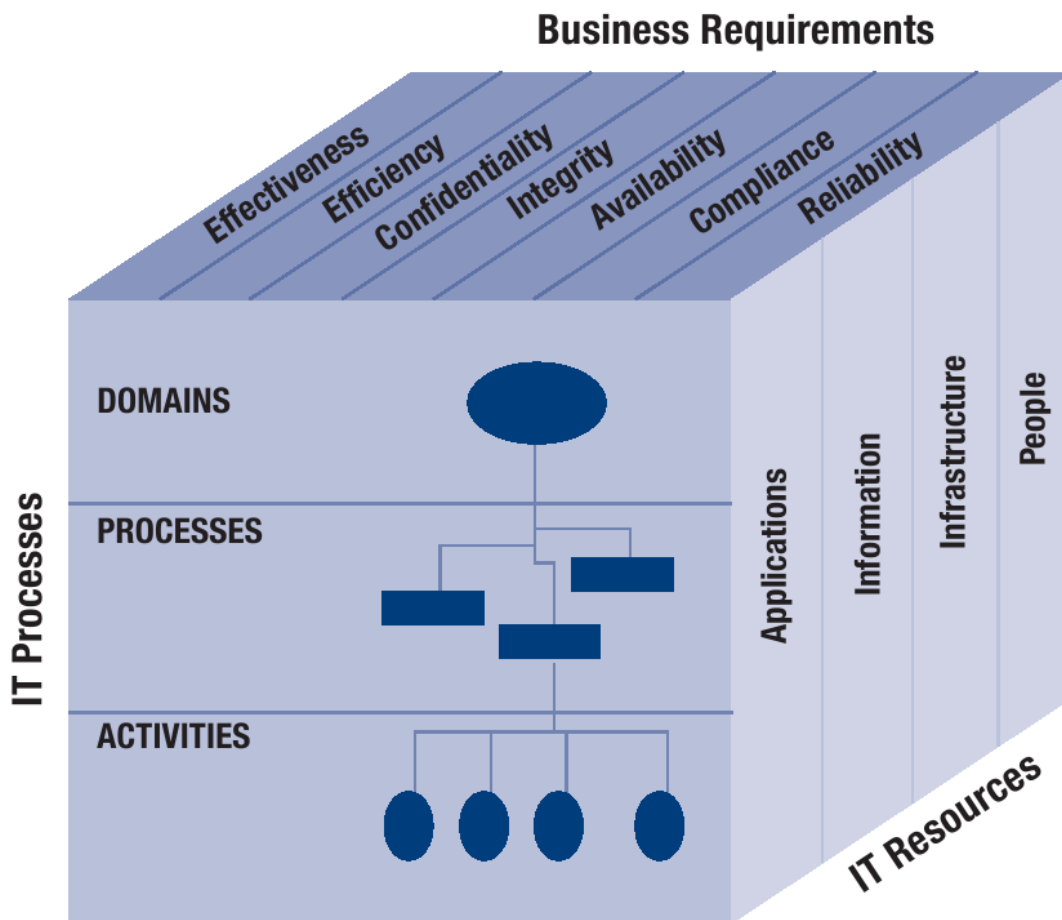 Business Requirements
Effectiveness
Efficiency
Confidentiality
Integrity
Availability
Compliance
Reliability
IT Processes
DOMAINS
PROCESSES
ACTIVITIES
Applications
Information
Infrastructure
People
IT Resources